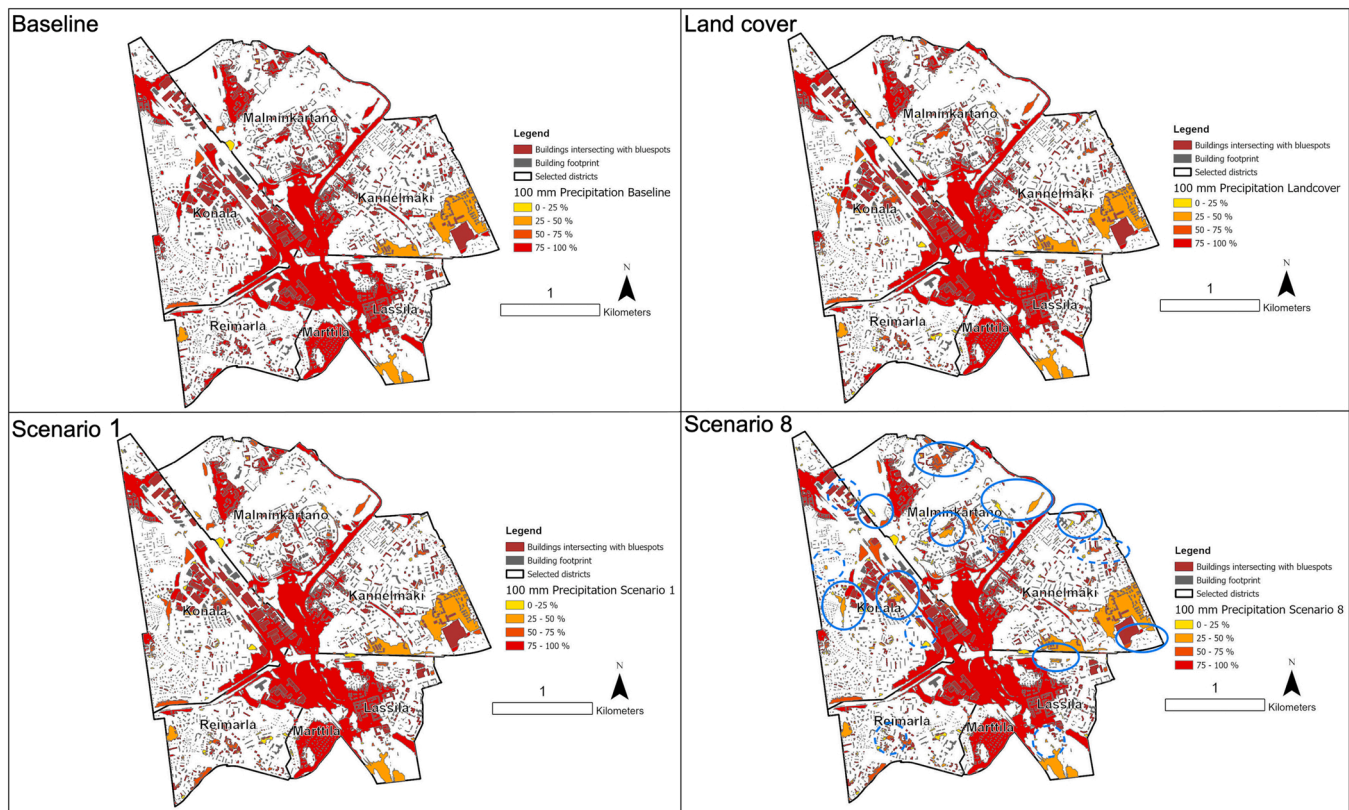 Baseline
Malminkartano
Konala
Kannelmäki
Lassila
Reimarla
Marttila
Legend
Buildings intersecting with bluespots
Building footprint
Selected districts
100 mm Precipitation Baseline
0 - 25 %
25 - 50 %
50 - 75 %
75 - 100 %
N
1
Kilometers
Land cover
Malminkartano
Konala
Kannelmäki
Lassila
Reimarla
Marttila
Legend
Buildings intersecting with bluespots
Building footprint
Selected districts
100 mm Precipitation Landcover
0 - 25 %
25 - 50 %
50 - 75 %
75 - 100 %
N
1
Kilometers
Scenario 1
Malminkartano
Konala
Kannelmäki
Lassila
Reimarla
Marttila
Legend
Buildings intersecting with bluespots
Building footprint
Selected districts
100 mm Precipitation Scenario 1
0 -25 %
25 - 50 %
50 - 75 %
75 - 100 %
N
1
Kilometers
Scenario 8
Malminkartano
Konala
Kannelmäki
Lassila
Reimarla
Marttila
Legend
Buildings intersecting with bluespots
Building footprint
Selected districts
100 mm Precipitation Scenario 8
0 - 25 %
25 - 50 %
50 - 75 %
75 - 100 %
N
1
Kilometers